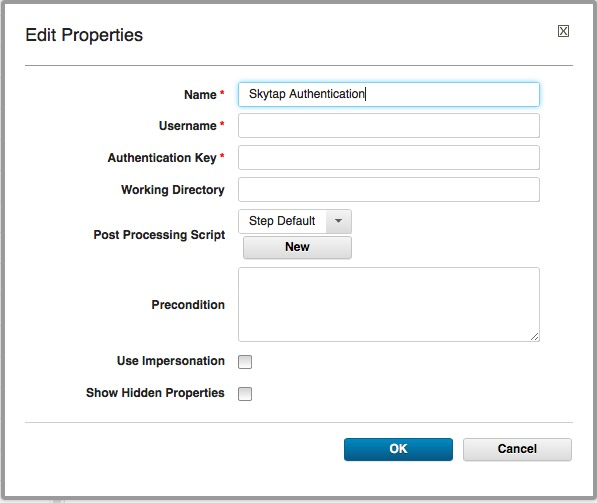 Edit Properties
Name * Skytap Authentication
Username *
Authentication Key *
Working Directory
Post Processing Script Step Default
New
Precondition
Use Impersonation
Show Hidden Properties
OK Cancel